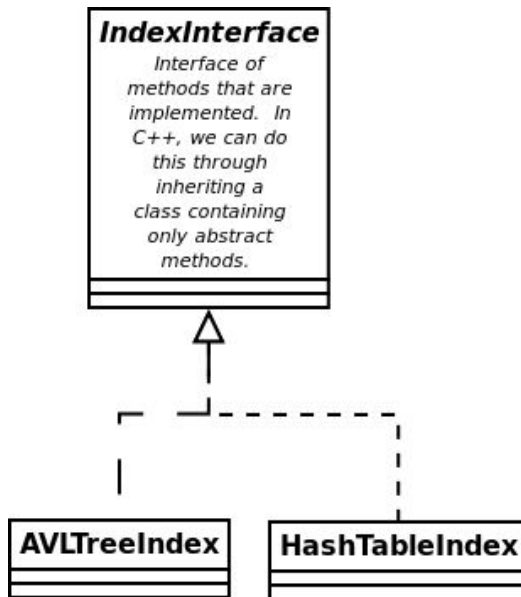 IndexInterface
Interface of
methods that are
implemented.  In
C++, we can do
this through
inheriting a
class containing
only abstract
methods.
AVLTreeIndex
HashTableIndex